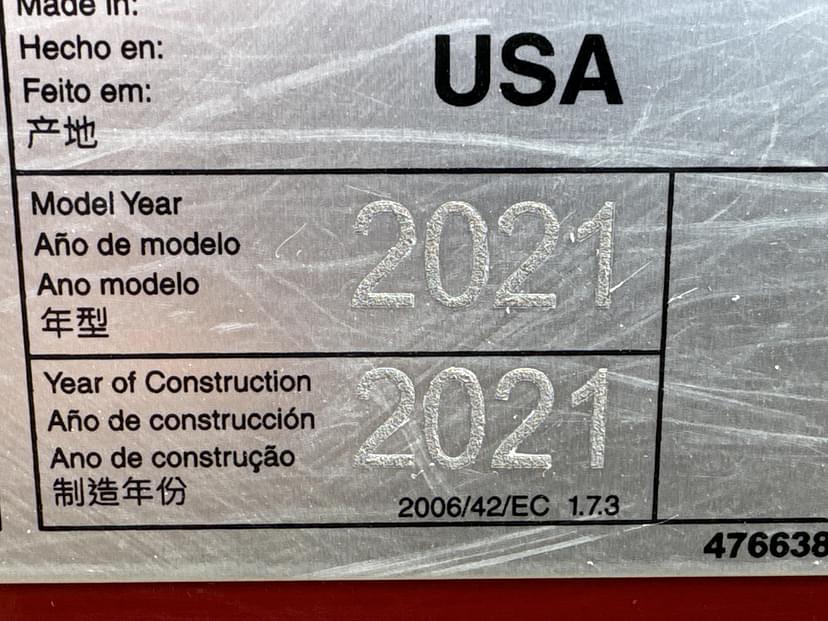 Made in:
Hecho en:
Feito em:
产地
USA
Model Year
Año de modelo
Ano modelo
年型
2021
Year of Construction
Año de construcción
Ano de construção
制造年份
2021
2006/42/EC 1.7.3
476638